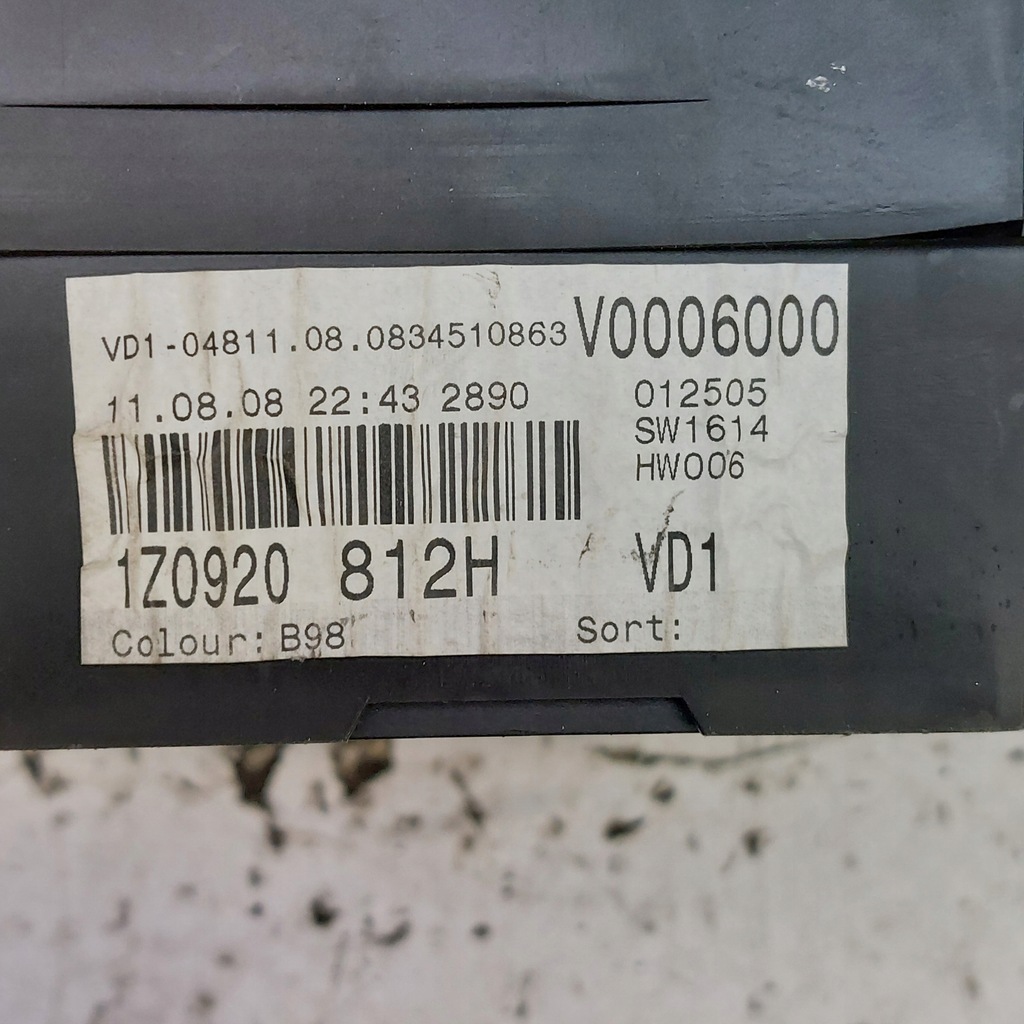 VD1-04811.08.0834510863 V0006000
11.08.08 22:43 2890 012505
SW1614
HW006
1Z0920 812H VD1
Colour: B98 Sort: